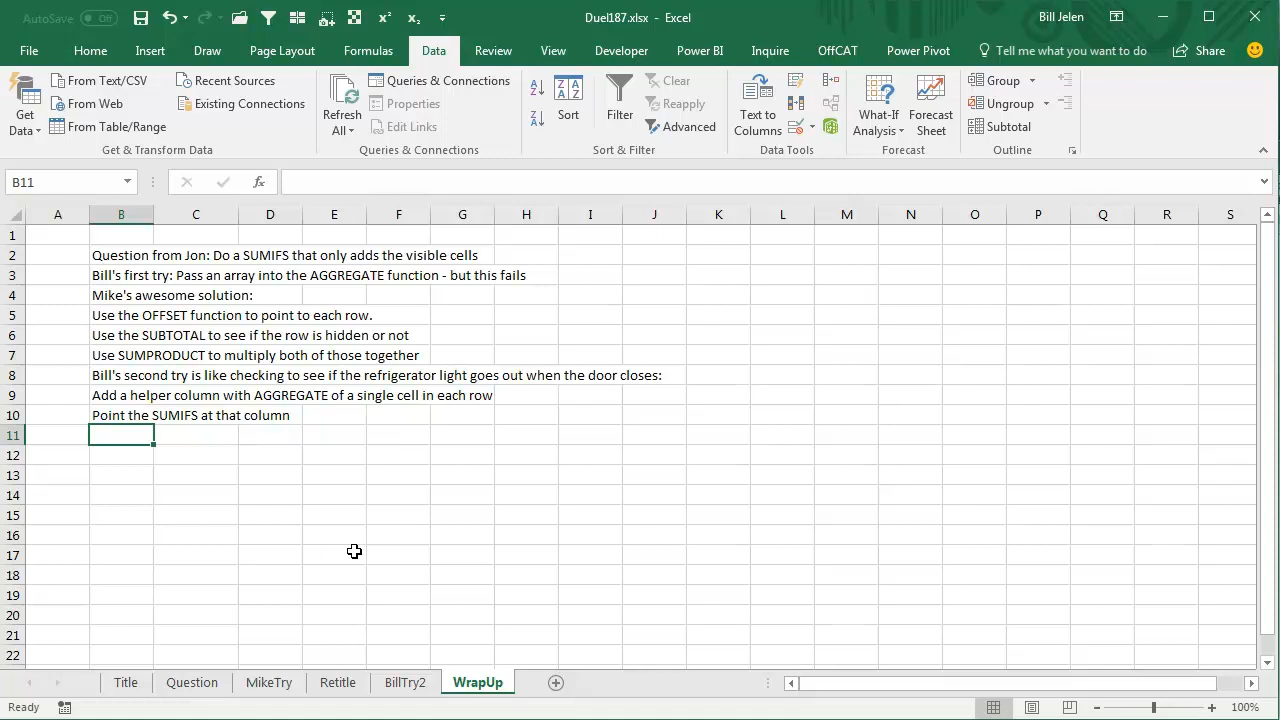 AutoSave Off
Duel187.xlsx - Excel
Bill Jelen
File Home Insert Draw Page Layout Formulas Data Review View Developer Power BI Inquire OffCAT Power Pivot Tell me what you want to do Share
From Text/CSV
From Web
From Table/Range
Recent Sources
Existing Connections
Get Data
Get & Transform Data
Refresh All
Queries & Connections
Properties
Edit Links
Queries & Connections
Sort
Filter
Clear
Reapply
Advanced
Sort & Filter
Text to Columns
Data Tools
What-If Analysis
Forecast Sheet
Forecast
Group
Ungroup
Subtotal
Outline
B11
fx
A B C D E F G H I J K L M N O P Q R S
1
2 Question from Jon: Do a SUMIFS that only adds the visible cells
3 Bill's first try: Pass an array into the AGGREGATE function - but this fails
4 Mike's awesome solution:
5 Use the OFFSET function to point to each row.
6 Use the SUBTOTAL to see if the row is hidden or not
7 Use SUMPRODUCT to multiply both of those together
8 Bill's second try is like checking to see if the refrigerator light goes out when the door closes:
9 Add a helper column with AGGREGATE of a single cell in each row
10 Point the SUMIFS at that column
11
12
13
14
15
16
17
18
19
20
21
22
Title Question MikeTry Retitle BillTry2 WrapUp
Ready
100%